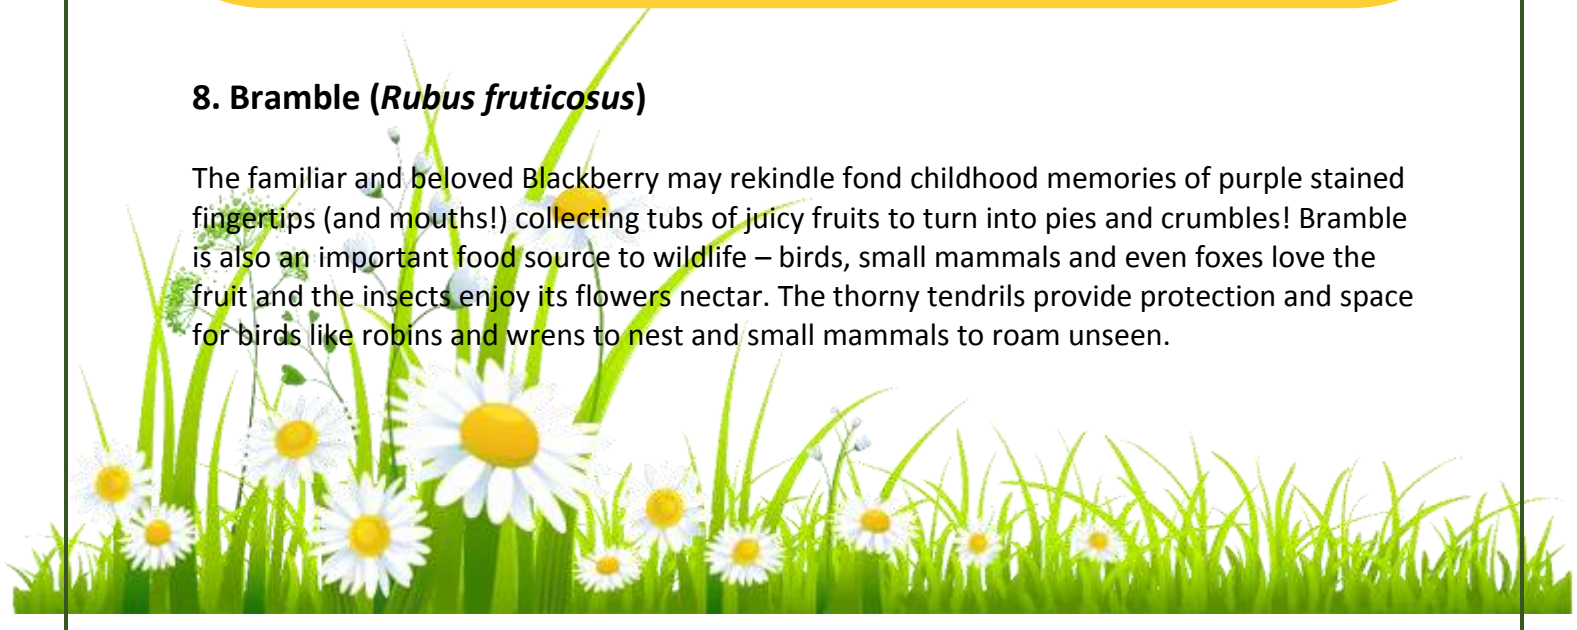 8. Bramble (Rubus fruticosus)
The familiar and beloved Blackberry may rekindle fond childhood memories of purple stained
fingertips (and mouths!) collecting tubs of juicy fruits to turn into pies and crumbles! Bramble
is also an important food source to wildlife – birds, small mammals and even foxes love the
fruit and the insects enjoy its flowers nectar. The thorny tendrils provide protection and space
for birds like robins and wrens to nest and small mammals to roam unseen.